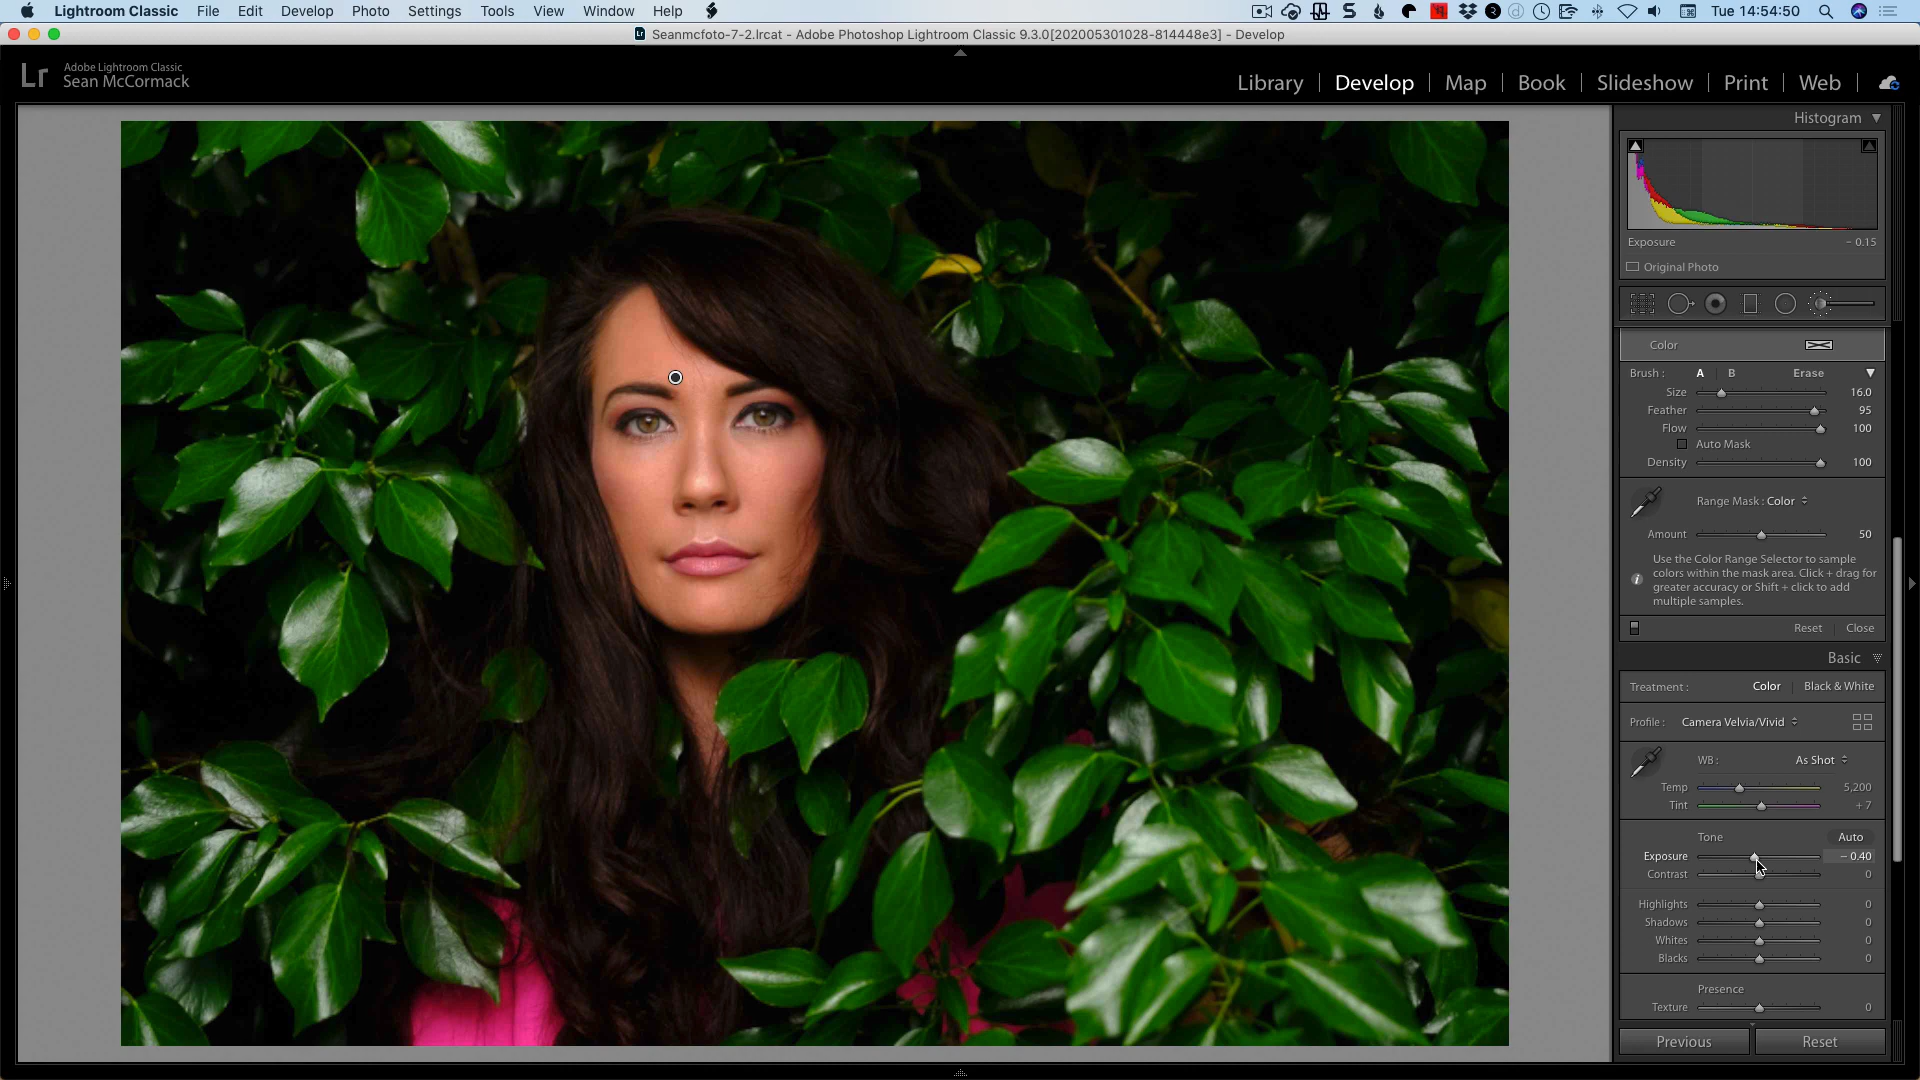 Lightroom Classic File Edit Develop Photo Settings Tools View Window Help Tue 14:54:50
Seanmcfoto-7-2.lrcat - Adobe Photoshop Lightroom Classic 9.3.0[202005301028-814448e3] - Develop
Lr Adobe Lightroom Classic
Sean McCormack
Library | Develop | Map | Book | Slideshow | Print | Web
Histogram
Exposure − 0.15
Original Photo
Color
Brush : A | B Erase
Size 16.0
Feather 95
Flow 100
Auto Mask
Density 100
Range Mask : Color
Amount 50
Use the Color Range Selector to sample
colors within the mask area. Click + drag for
greater accuracy or Shift + click to add
multiple samples.
Reset | Close
Basic
Treatment : Color | Black & White
Profile : Camera Velvia/Vivid
WB : As Shot
Temp 5,200
Tint + 7
Tone Auto
Exposure − 0.40
Contrast 0
Highlights 0
Shadows 0
Whites 0
Blacks 0
Presence
Texture 0
Previous Reset